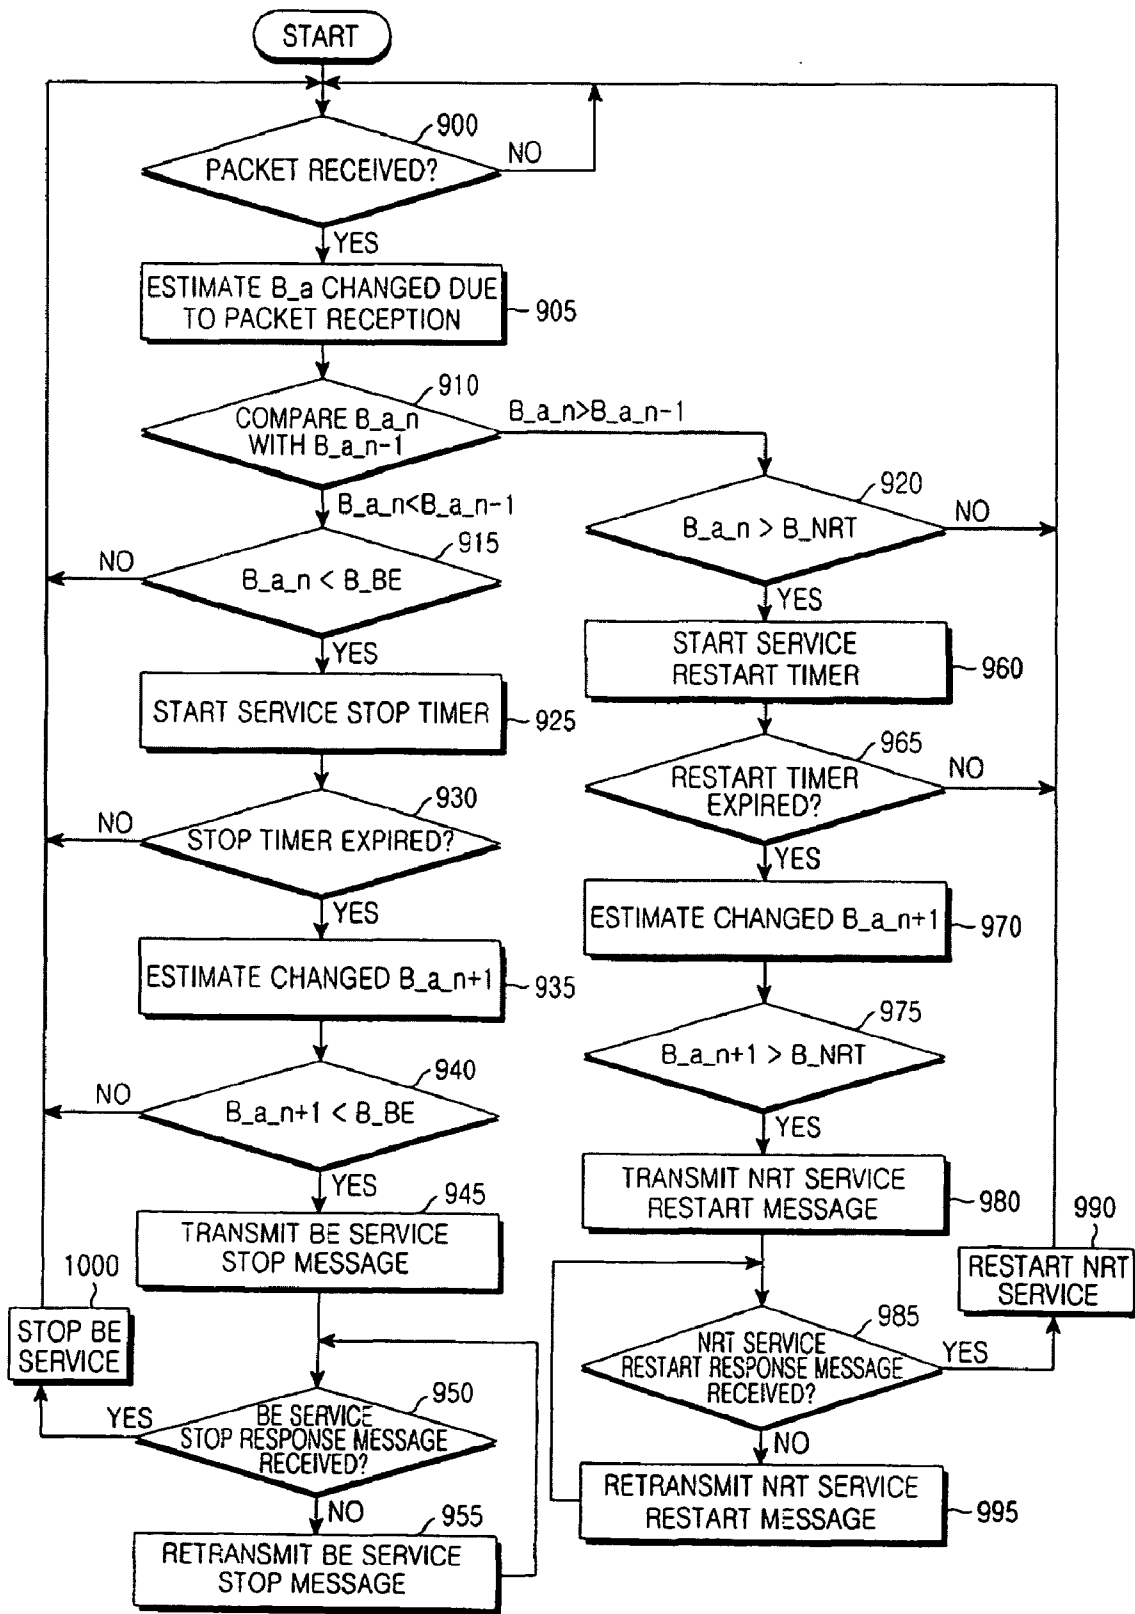 START
900
PACKET RECEIVED?
NO
YES
ESTIMATE B_a CHANGED DUE
TO PACKET RECEPTION
905
910
COMPARE B_a_n
WITH B_a_n-1
B_a_n>B_a_n-1
B_a_n<B_a_n-1
915
NO
B_a_n < B_BE
YES
START SERVICE STOP TIMER
925
930
NO
STOP TIMER EXPIRED?
YES
ESTIMATE CHANGED B_a_n+1
935
940
NO
B_a_n+1 < B_BE
YES
945
TRANSMIT BE SERVICE
STOP MESSAGE
1000
STOP BE
SERVICE
950
YES
BE SERVICE
STOP RESPONSE MESSAGE
RECEIVED?
NO
955
RETRANSMIT BE SERVICE
STOP MESSAGE
920
B_a_n > B_NRT
NO
YES
START SERVICE
RESTART TIMER
960
965
RESTART TIMER
EXPIRED?
NO
YES
ESTIMATE CHANGED B_a_n+1
970
975
B_a_n+1 > B_NRT
YES
TRANSMIT NRT SERVICE
RESTART MESSAGE
980
990
RESTART NRT
SERVICE
985
NRT SERVICE
RESTART RESPONSE MESSAGE
RECEIVED?
YES
NO
RETRANSMIT NRT SERVICE
RESTART MESSAGE
995